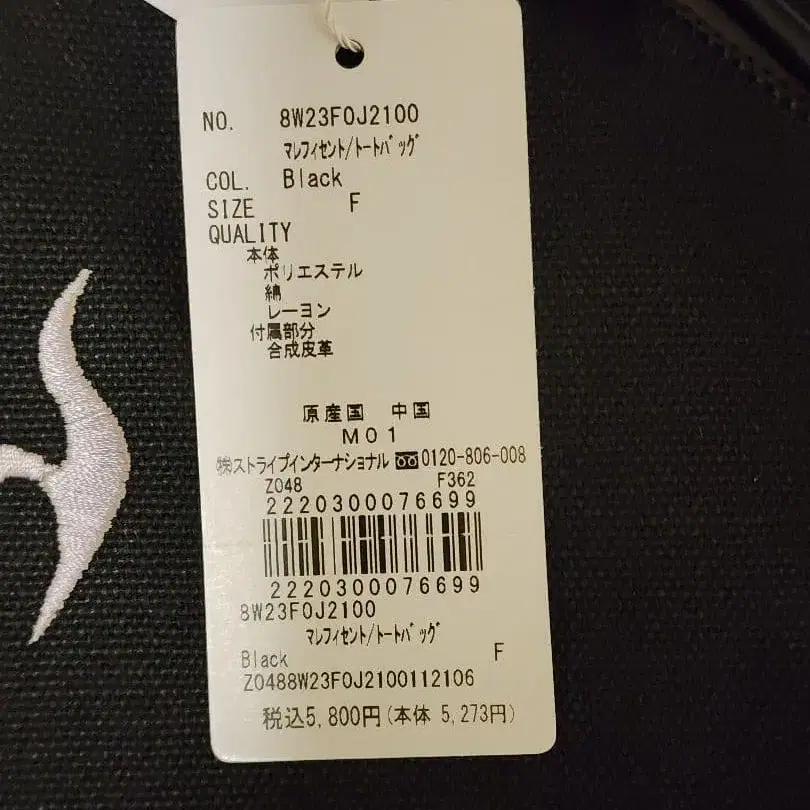 NO. 8W23F0J2100
ﾏﾚﾌｨｾﾝﾄ/ﾄｰﾄﾊﾞｯｸﾞ
COL. Black
SIZE F
QUALITY
本体
ポリエステル
綿
レーヨン
付属部分
合成皮革
原産国 中国
M01
㈱ストライプインターナショナル 0120-806-008
Z048 F362
2220300076699
2220300076699
8W23F0J2100
ﾏﾚﾌｨｾﾝﾄ/ﾄｰﾄﾊﾞｯｸﾞ
Black F
Z0488W23F0J2100112106
税込5,800円(本体 5,273円)